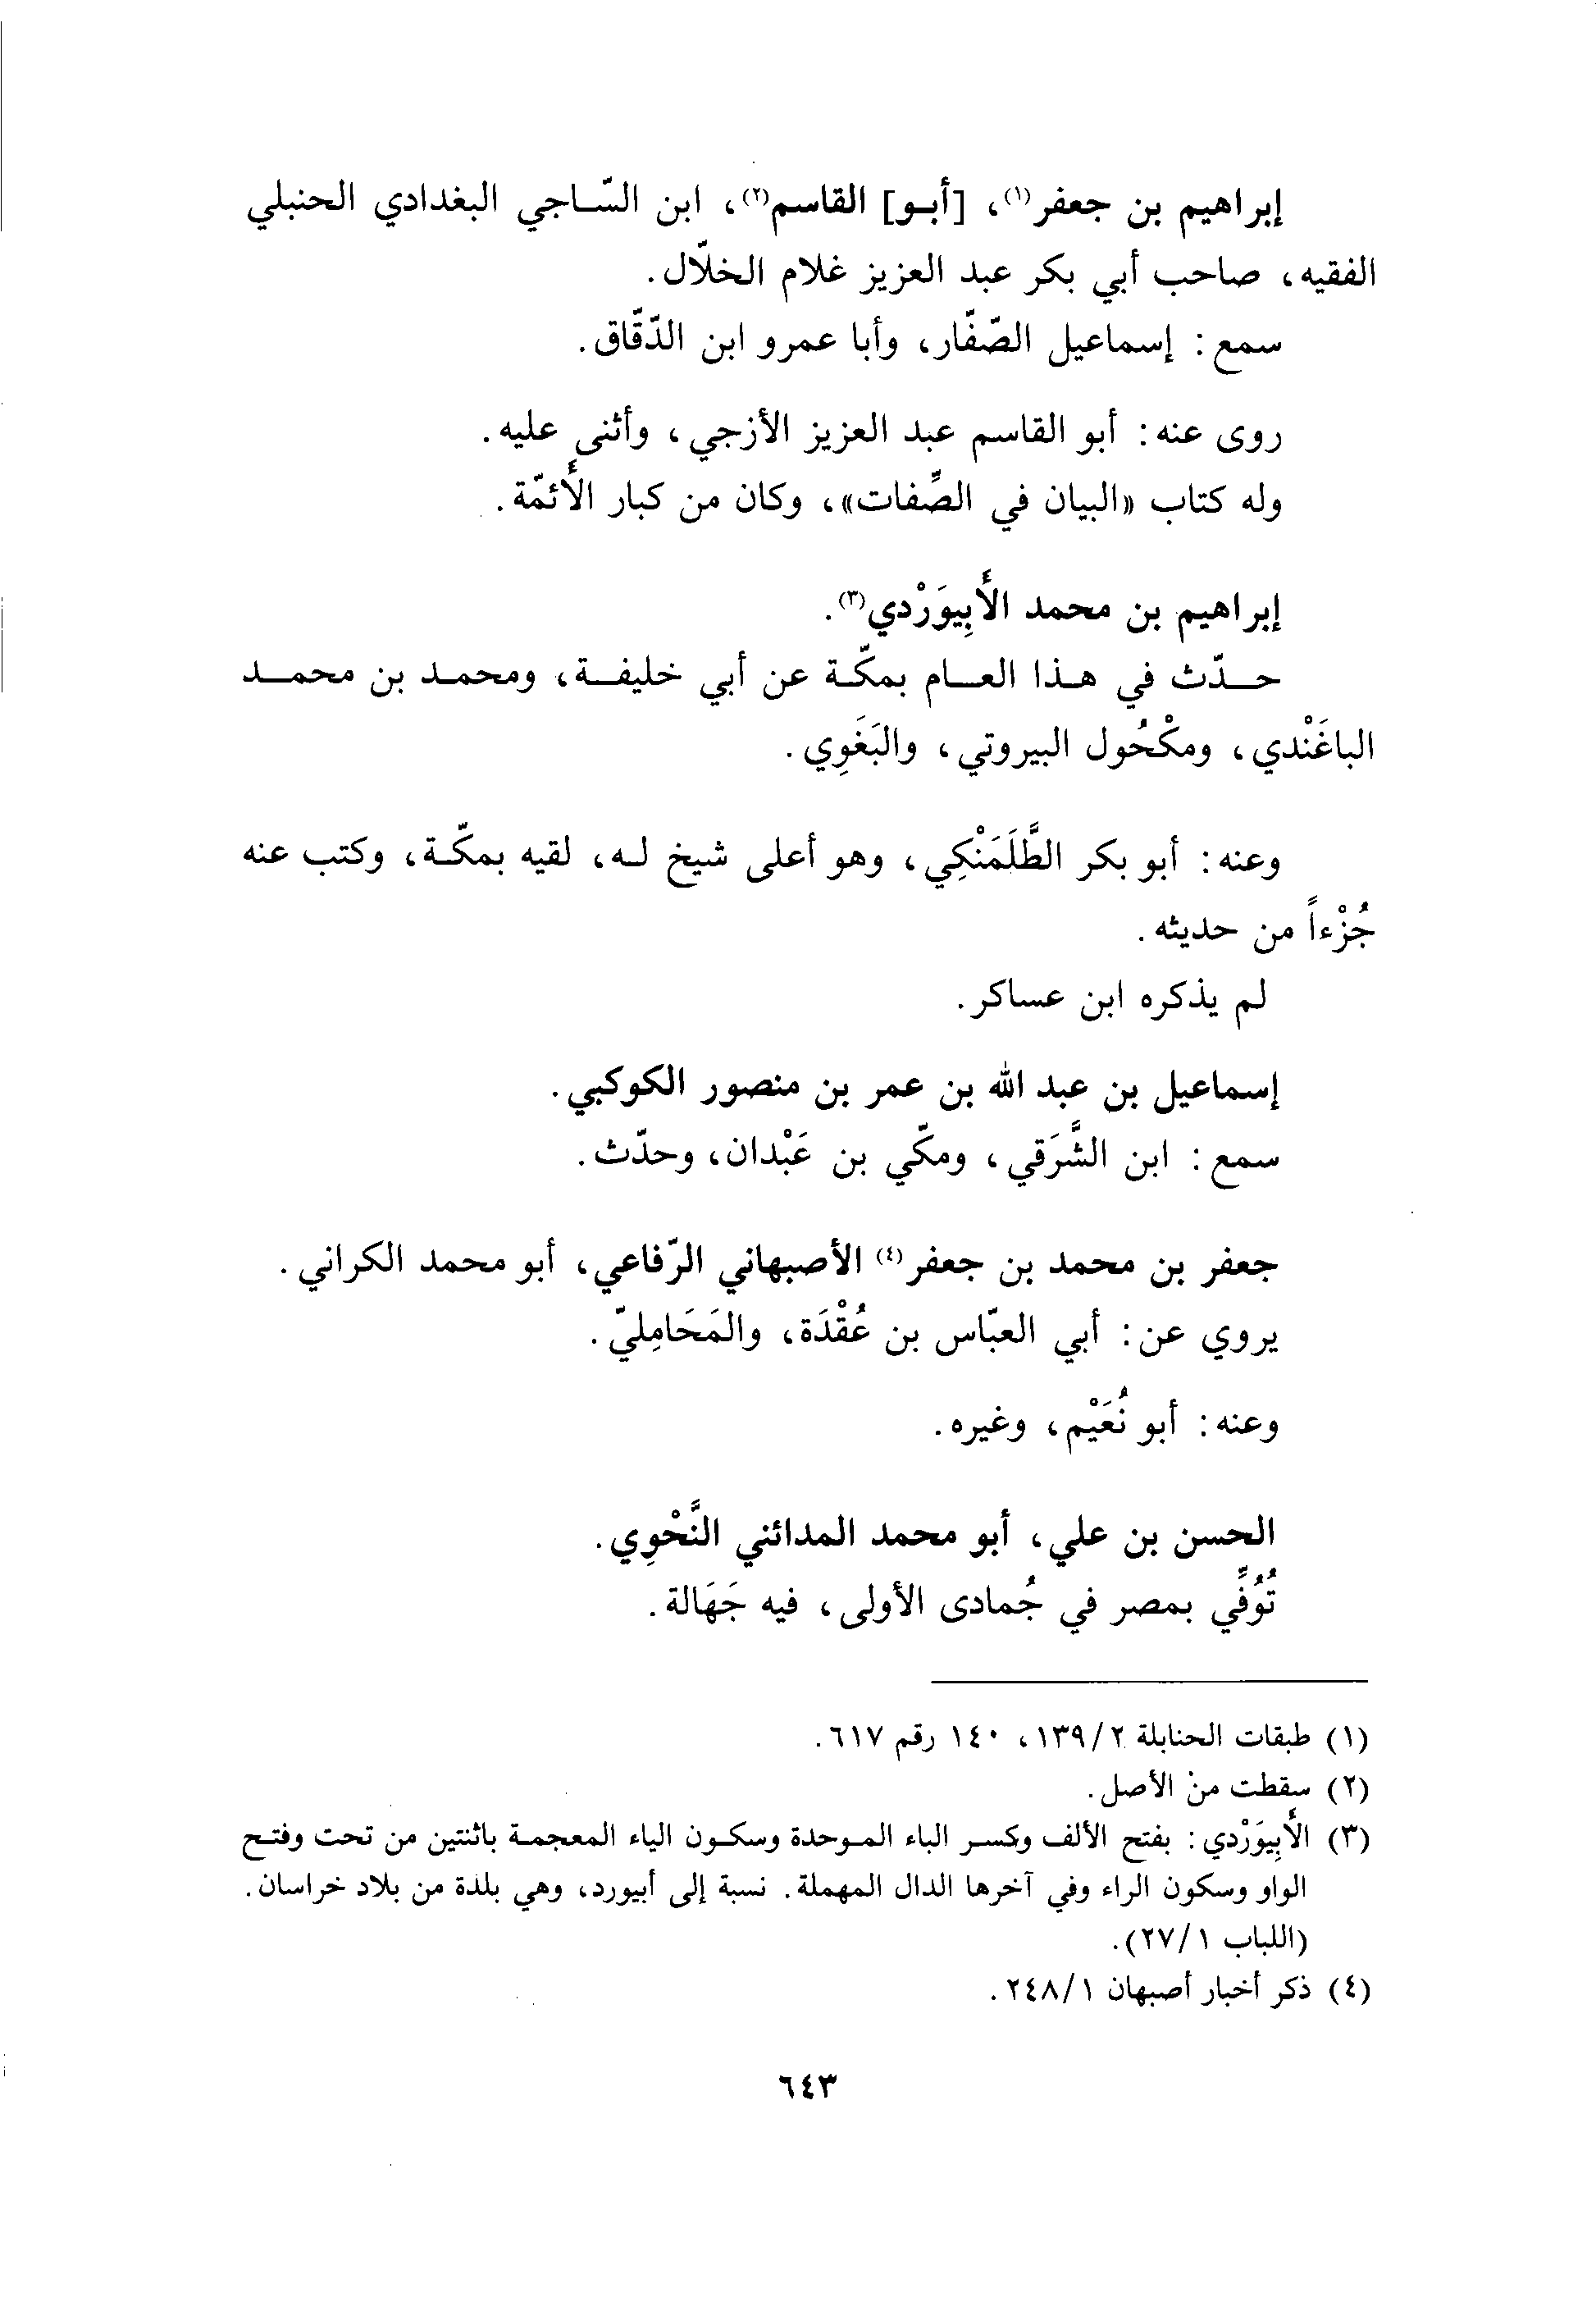 إبراهيم بن جعفر(١)، [أبو] القاسم(٢)، ابن السّاجي البغدادي الحنبلي
الفقيه، صاحب أبي بكر عبد العزيز غلام الخلّال.
سمع: إسماعيل الصّفّار، وأبا عمرو ابن الدّقّاق.
روى عنه: أبو القاسم عبد العزيز الأزجي، وأثنى عليه.
وله كتاب «البيان في الصِّفات»، وكان من كبار الأَئمّة.
إبراهيم بن محمد الأَبِيوَرْدي(٣).
حدّث في هذا العام بمكّة عن أبي خليفة، ومحمد بن محمد
الباغَنْدي، ومكْحُول البيروتي، والبَغَوِي.
وعنه: أبو بكر الطَّلَمَنْكِي، وهو أعلى شيخ له، لقيه بمكّة، وكتب عنه
جُزْءاً من حديثه.
لم يذكره ابن عساكر.
إسماعيل بن عبد الله بن عمر بن منصور الكوكبي.
سمع: ابن الشَّرَقي، ومكّي بن عَبْدان، وحدّث.
جعفر بن محمد بن جعفر(٤) الأصبهاني الرّفاعي، أبو محمد الكراني.
يروي عن: أبي العبّاس بن عُقْدَة، والمَحَامِليّ.
وعنه: أبو نُعَيْم، وغيره.
الحسن بن علي، أبو محمد المدائني النَّحْوِي.
تُوُفِّي بمصر في جُمادى الأولى، فيه جَهَالة.
(١) طبقات الحنابلة ٢/١٣٩، ١٤٠ رقم ٦١٧.
(٢) سقطت من الأصل.
(٣) الأَبِيوَرْدي: بفتح الألف وكسر الباء الموحدة وسكون الياء المعجمة باثنتين من تحت وفتح
الواو وسكون الراء وفي آخرها الدال المهملة. نسبة إلى أبيورد، وهي بلدة من بلاد خراسان.
(اللباب ١/٢٧).
(٤) ذكر أخبار أصبهان ١/٢٤٨.
٦٤٣